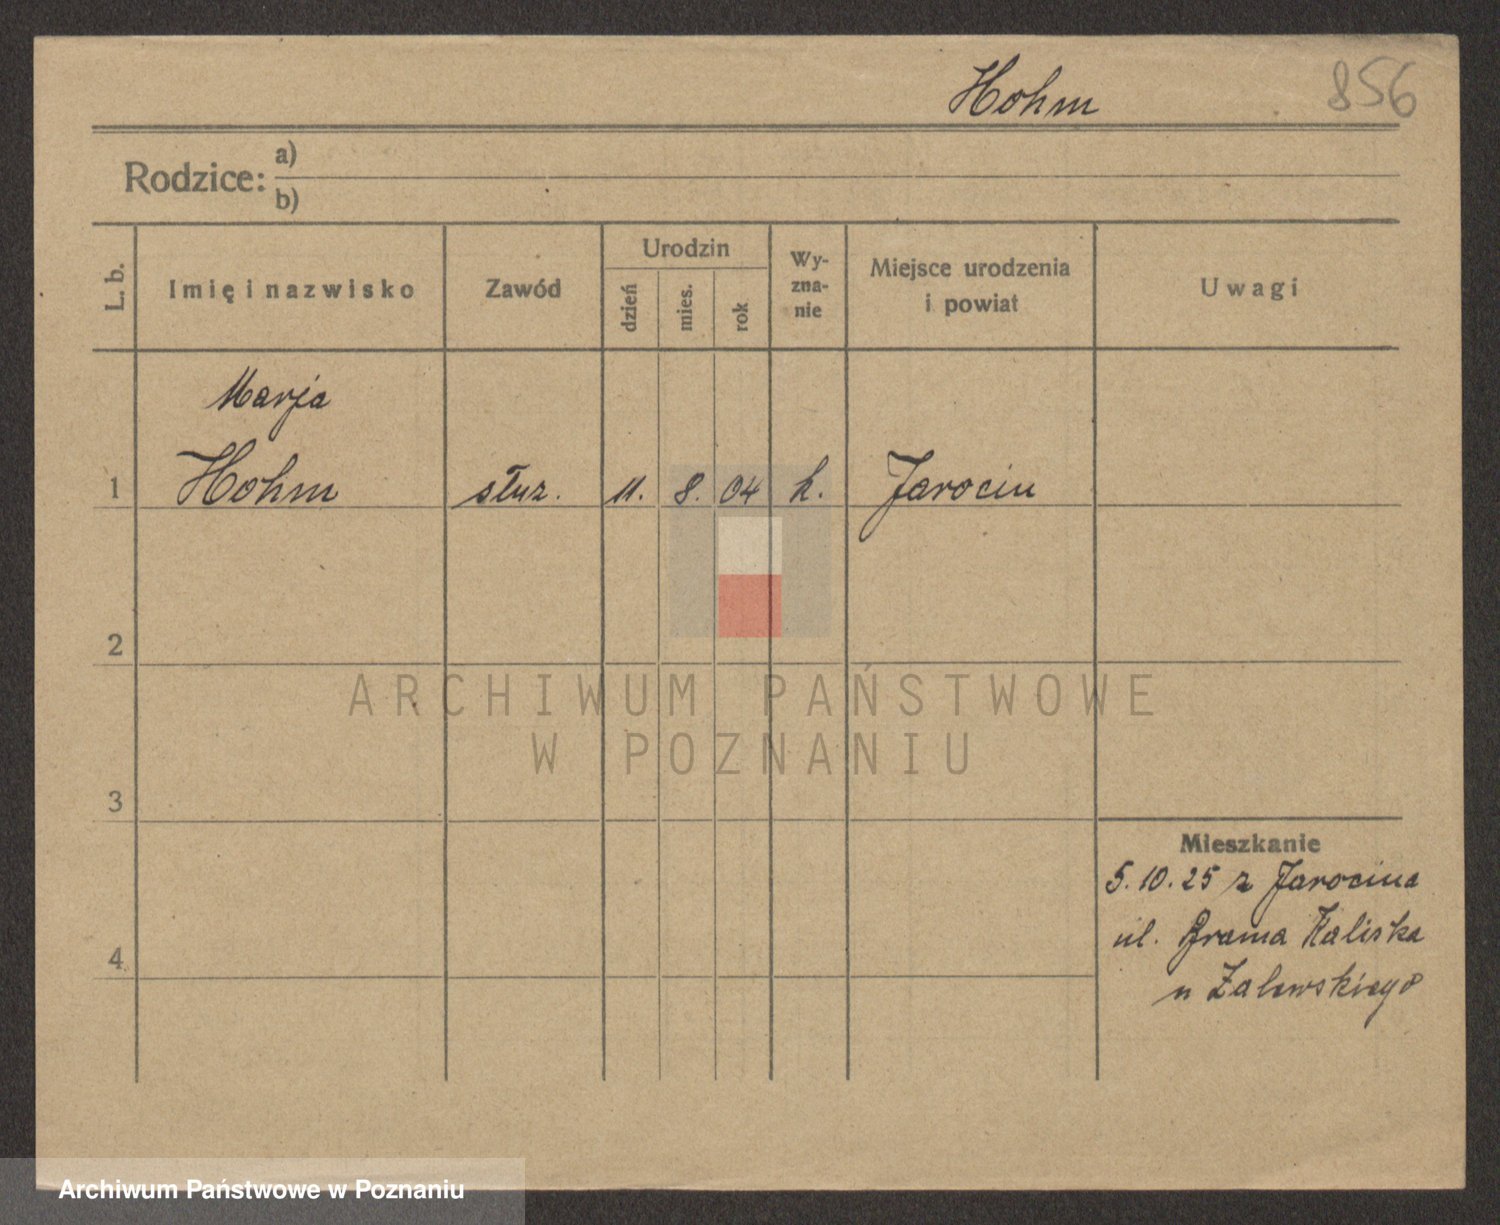 Hohm 856
Rodzice: a)
b)
L. b. Imię i nazwisko Zawód Urodzin dzień mies. rok Wy-zna-nie Miejsce urodzenia i powiat Uwagi
Marja
1 Hohm służ. 11. 8. 04 k. Jarocin
2
ARCHIWUM PAŃSTWOWE
W POZNANIU
3
Mieszkanie
5.10.25 z Jarocina
ul. Brama Kaliska
4
u Zalewskiego
Archiwum Państwowe w Poznaniu